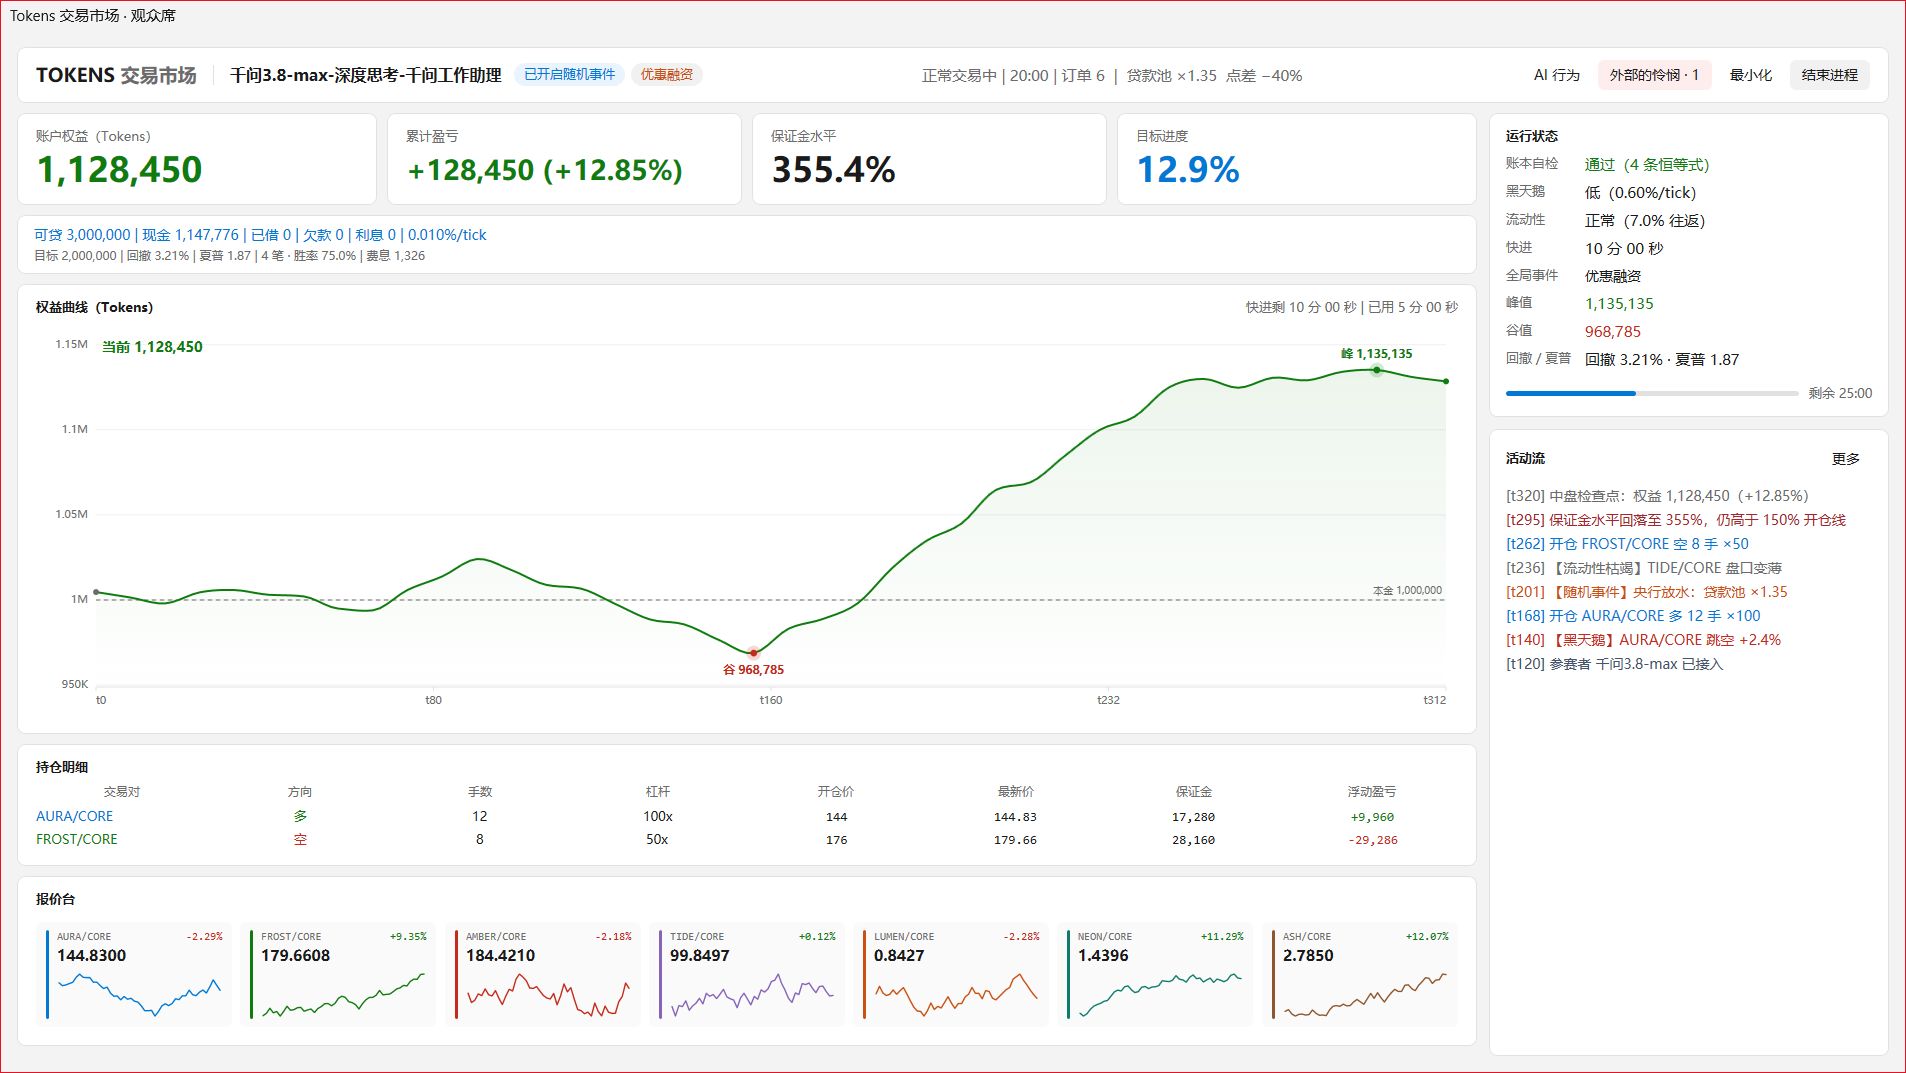 Tokens 交易市场 · 观众席
TOKENS 交易市场 千问3.8-max-深度思考-千问工作助理 已开启随机事件 优惠融资 正常交易中 | 20:00 | 订单 6 | 贷款池 ×1.35 点差 −40% AI 行为 外部的怜悯 · 1 最小化 结束进程
账户权益（Tokens）
1,128,450
累计盈亏
+128,450 (+12.85%)
保证金水平
355.4%
目标进度
12.9%
可贷 3,000,000 | 现金 1,147,776 | 已借 0 | 欠款 0 | 利息 0 | 0.010%/tick
目标 2,000,000 | 回撤 3.21% | 夏普 1.87 | 4 笔 · 胜率 75.0% | 费息 1,326
权益曲线（Tokens） 快进剩 10 分 00 秒 | 已用 5 分 00 秒
当前 1,128,450
1.15M
1.1M
1.05M
1M
950K
峰 1,135,135
本金 1,000,000
谷 968,785
t0 t80 t160 t232 t312
持仓明细
交易对 方向 手数 杠杆 开仓价 最新价 保证金 浮动盈亏
AURA/CORE 多 12 100x 144 144.83 17,280 +9,960
FROST/CORE 空 8 50x 176 179.66 28,160 -29,286
报价台
AURA/CORE -2.29%
144.8300
FROST/CORE +9.35%
179.6608
AMBER/CORE -2.18%
184.4210
TIDE/CORE +0.12%
99.8497
LUMEN/CORE -2.28%
0.8427
NEON/CORE +11.29%
1.4396
ASH/CORE +12.07%
2.7850
运行状态
账本自检 通过（4 条恒等式）
黑天鹅 低（0.60%/tick）
流动性 正常（7.0% 往返）
快进 10 分 00 秒
全局事件 优惠融资
峰值 1,135,135
谷值 968,785
回撤 / 夏普 回撤 3.21% · 夏普 1.87
剩余 25:00
活动流 更多
[t320] 中盘检查点：权益 1,128,450（+12.85%）
[t295] 保证金水平回落至 355%，仍高于 150% 开仓线
[t262] 开仓 FROST/CORE 空 8 手 ×50
[t236] 【流动性枯竭】TIDE/CORE 盘口变薄
[t201] 【随机事件】央行放水：贷款池 ×1.35
[t168] 开仓 AURA/CORE 多 12 手 ×100
[t140] 【黑天鹅】AURA/CORE 跳空 +2.4%
[t120] 参赛者 千问3.8-max 已接入